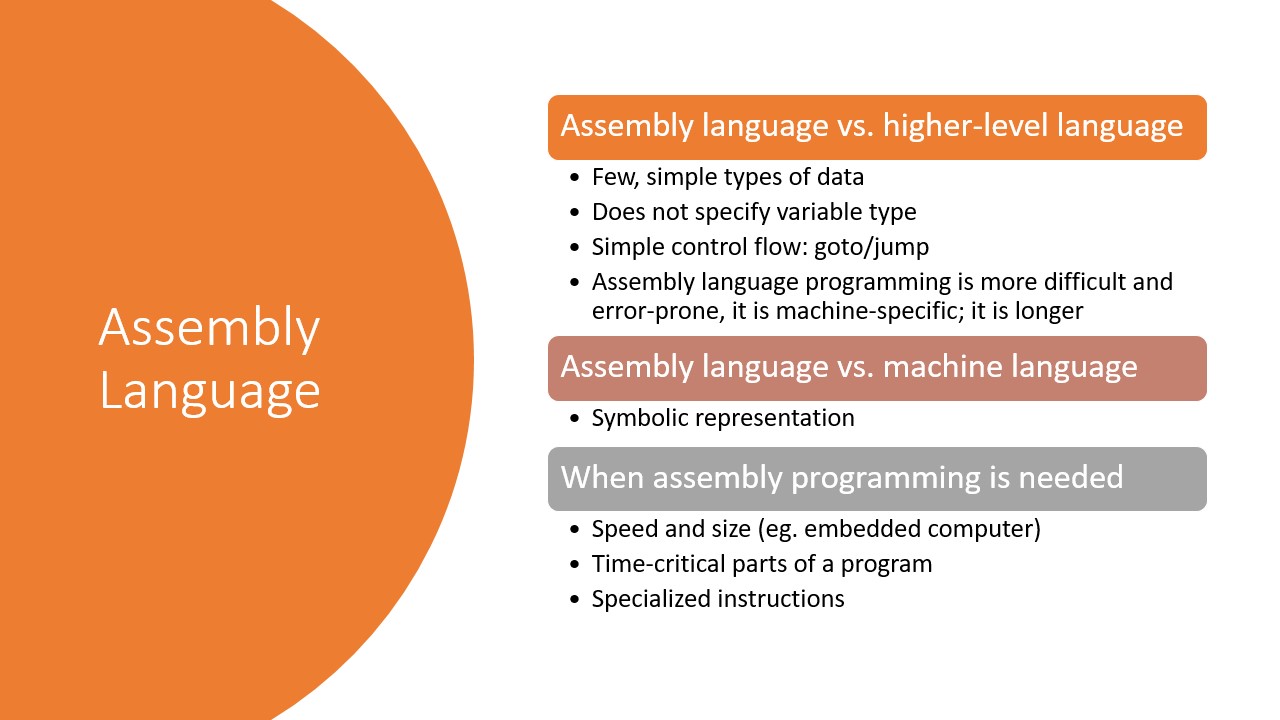 Assembly
Language
Assembly language vs. higher-level language
• Few, simple types of data
• Does not specify variable type
• Simple control flow: goto/jump
• Assembly language programming is more difficult and
error-prone, it is machine-specific; it is longer
Assembly language vs. machine language
• Symbolic representation
When assembly programming is needed
• Speed and size (eg. embedded computer)
• Time-critical parts of a program
• Specialized instructions